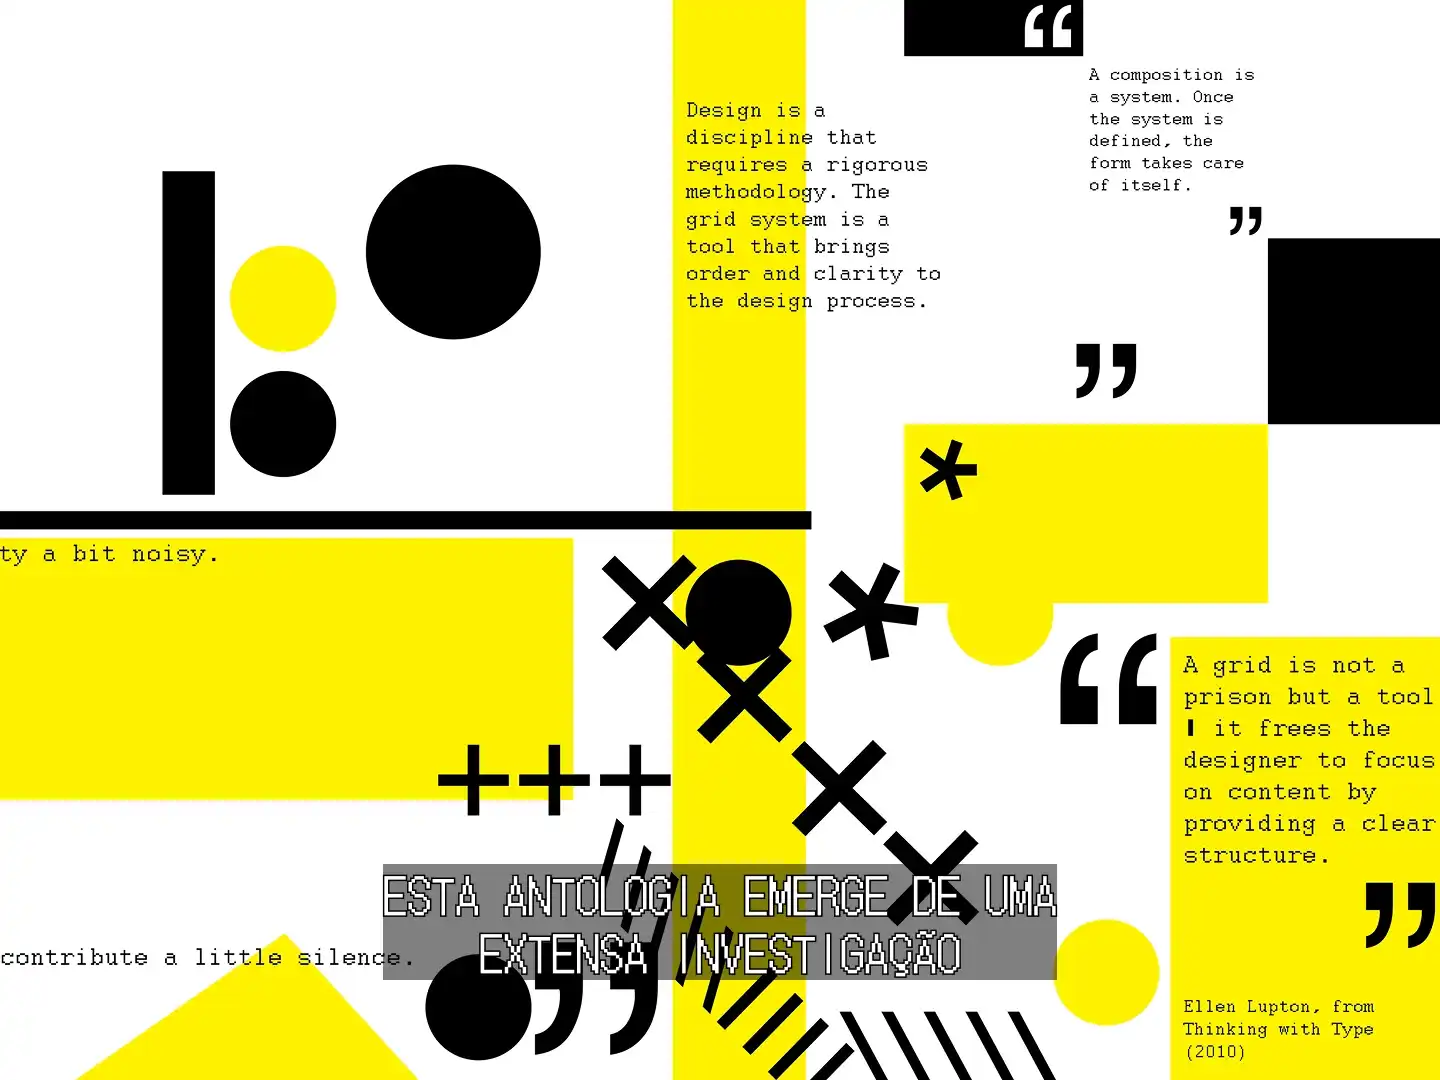 “
A composition is
a system. Once
the system is
defined, the
form takes care
of itself.
”
Design is a
discipline that
requires a rigorous
methodology. The
grid system is a
tool that brings
order and clarity to
the design process.
”
*
ty a bit noisy.
*
“
A grid is not a
prison but a tool
▮ it frees the
designer to focus
on content by
providing a clear
structure.
”
Ellen Lupton, from
Thinking with Type
(2010)
+++
contribute a little silence.
”
ESTA ANTOLOGIA EMERGE DE UMA
EXTENSA INVESTIGAÇÃO